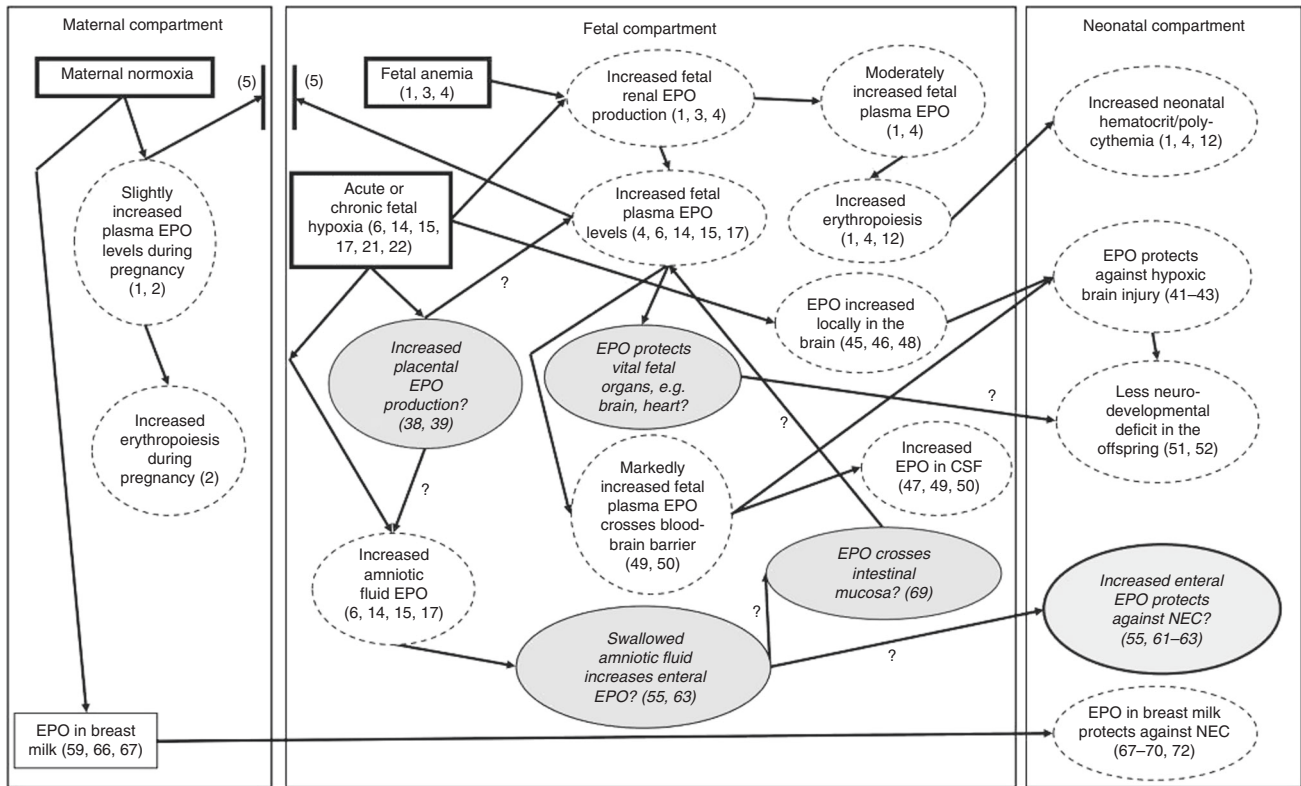 Maternal compartment
Maternal normoxia
(5)
Slightly
increased
plasma EPO
levels during
pregnancy
(1, 2)
Increased
erythropoiesis
during
pregnancy (2)
EPO in breast
milk (59, 66, 67)
Fetal compartment
(5)
Fetal anemia
(1, 3, 4)
Increased fetal
renal EPO
production (1, 3, 4)
Moderately
increased fetal
plasma EPO
(1, 4)
Acute or
chronic fetal
hypoxia
(6, 14, 15,
17, 21, 22)
Increased fetal
plasma EPO
levels (4, 6, 14, 15, 17)
Increased
erythropoiesis
(1, 4, 12)
?
EPO increased
locally in the
brain (45, 46, 48)
Increased
placental
EPO
production?
(38, 39)
EPO protects
vital fetal
organs, e.g.
brain, heart?
?
?
?
Markedly
increased fetal
plasma EPO
crosses blood-
brain barrier
(49, 50)
Increased
EPO in CSF
(47, 49, 50)
Increased
amniotic
fluid EPO
(6, 14, 15, 17)
EPO crosses
intestinal
mucosa? (69)
?
Swallowed
amniotic fluid
increases enteral
EPO? (55, 63)
?
Neonatal compartment
Increased neonatal
hematocrit/poly-
cythemia (1, 4, 12)
EPO protects
against hypoxic
brain injury (41–43)
Less neuro-
developmental
deficit in the
offspring (51, 52)
Increased enteral
EPO protects
against NEC?
(55, 61–63)
EPO in breast milk
protects against NEC
(67–70, 72)